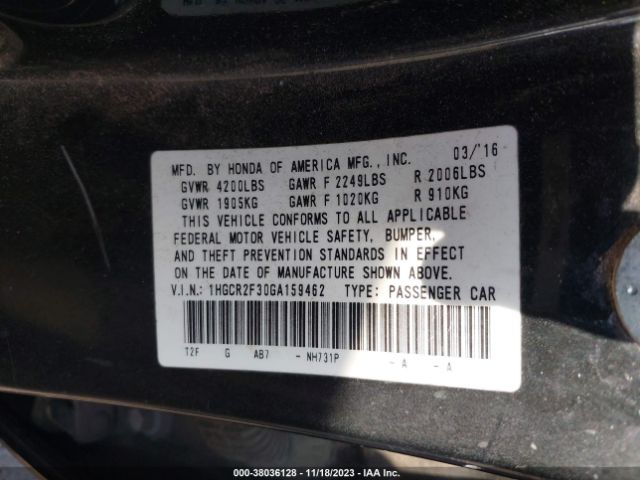 MFD. BY HONDA OF AMERICA MFG., INC. 03/'16
GVWR 4200LBS GAWR F 2249LBS R 2006LBS
GVWR 1905KG GAWR F 1020KG R 910KG
THIS VEHICLE CONFORMS TO ALL APPLICABLE
FEDERAL MOTOR VEHICLE SAFETY, BUMPER,
AND THEFT PREVENTION STANDARDS IN EFFECT
ON THE DATE OF MANUFACTURE SHOWN ABOVE.
V.I.N.: 1HGCR2F30GA159462 TYPE: PASSENGER CAR
T2F G AB7 - NH731P - A - A
000-38036128 - 11/18/2023 - IAA Inc.